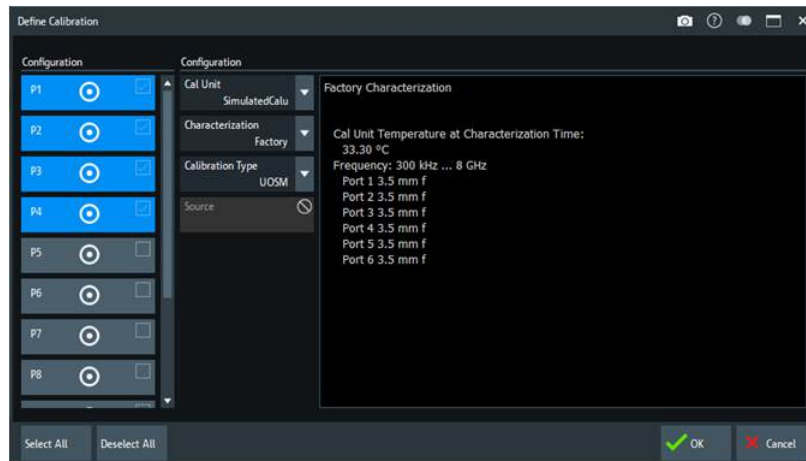 Define Calibration
Configuration
P1
P2
P3
P4
P5
P6
P7
P8
Configuration
Cal Unit
SimulatedCalu
Characterization
Factory
Calibration Type
UOSM
Source
Factory Characterization
Cal Unit Temperature at Characterization Time:
33.30 ºC
Frequency: 300 kHz ... 8 GHz
Port 1 3.5 mm f
Port 2 3.5 mm f
Port 3 3.5 mm f
Port 4 3.5 mm f
Port 5 3.5 mm f
Port 6 3.5 mm f
Select All
Deselect All
OK
Cancel